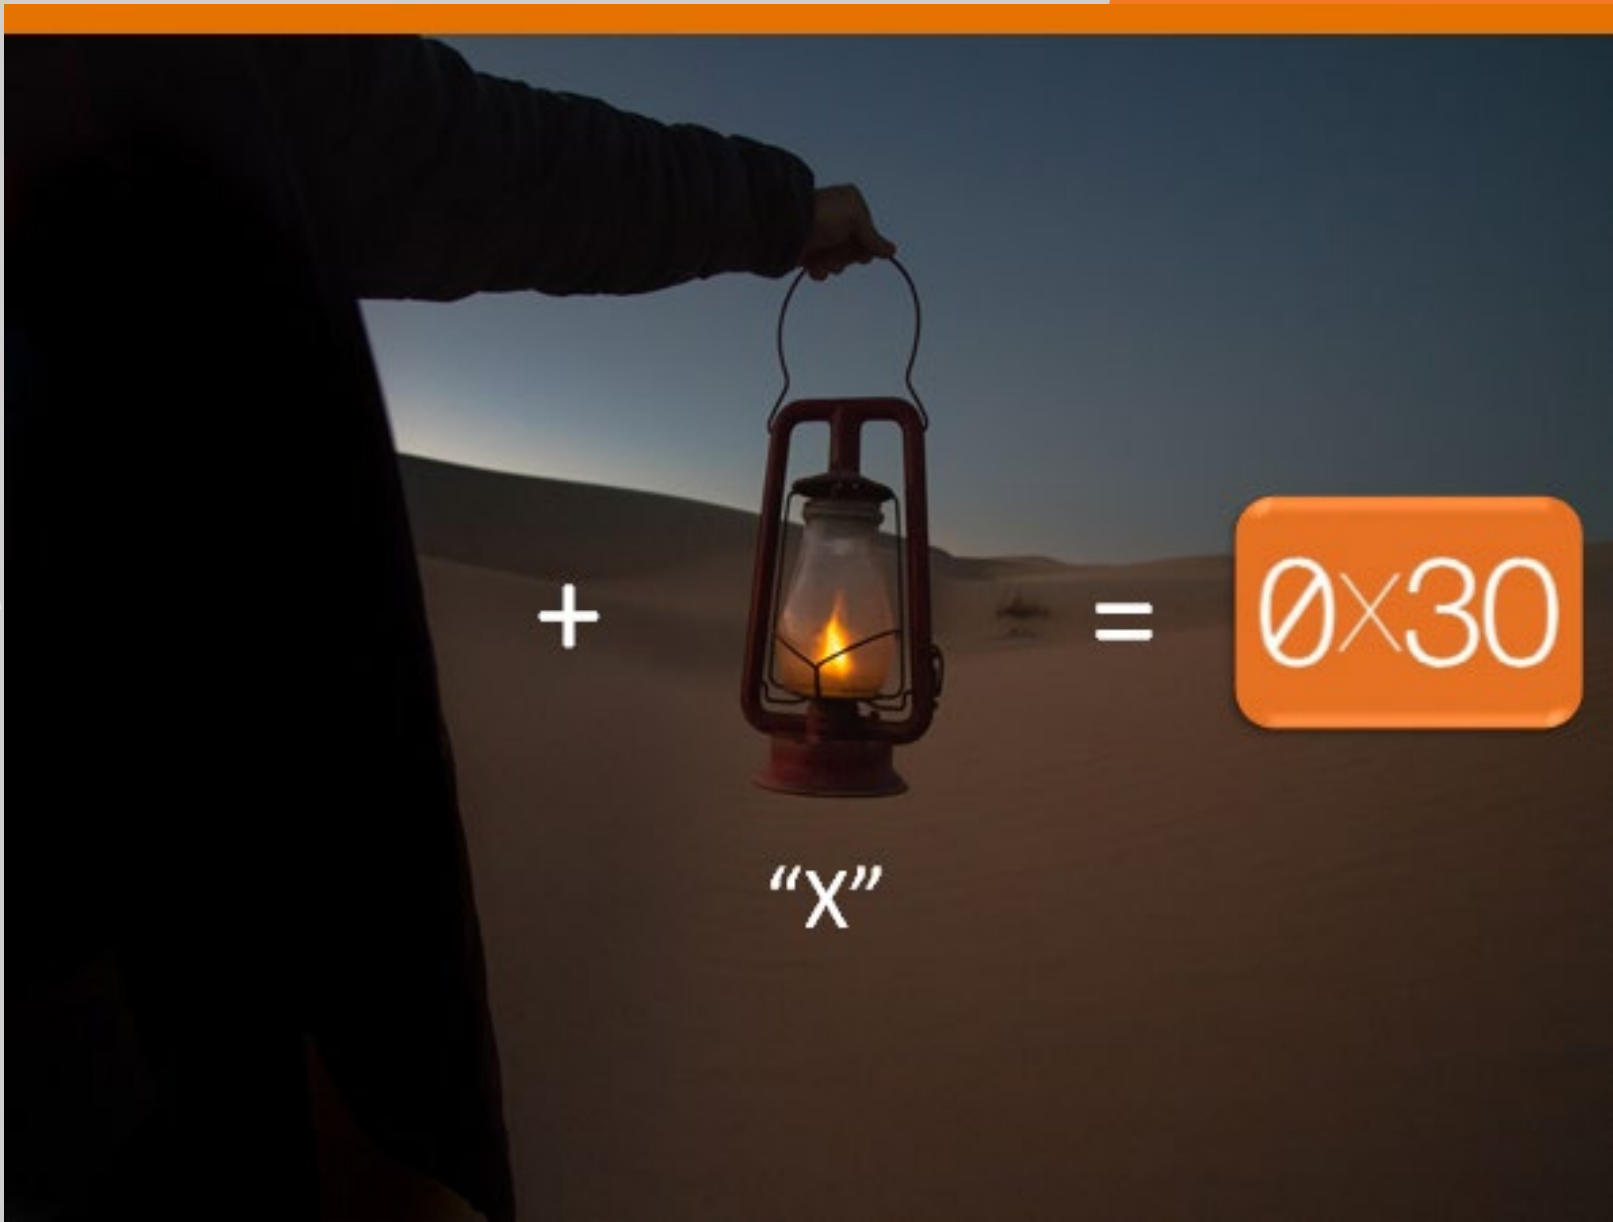 + = 0X30
“X”